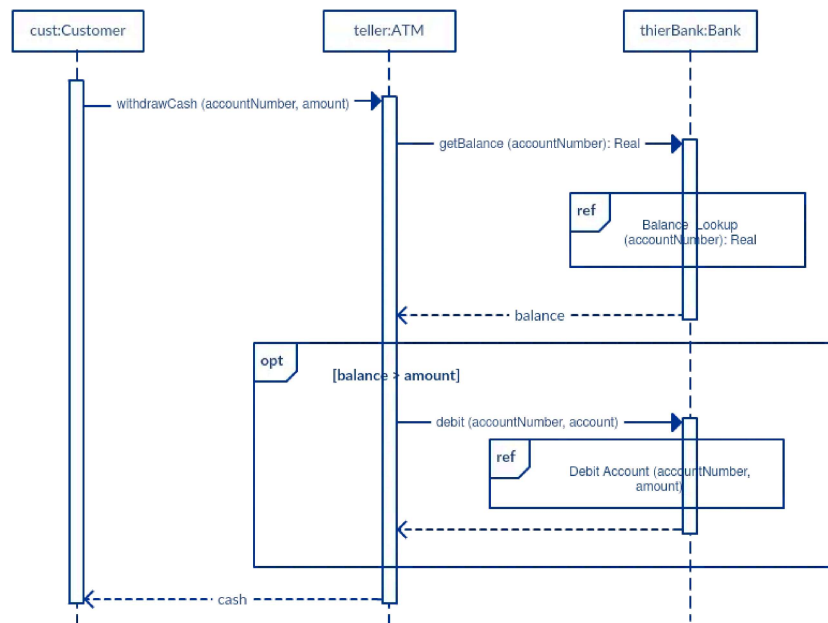 cust:Customer
teller:ATM
thierBank:Bank
withdrawCash (accountNumber, amount)
getBalance (accountNumber): Real
ref
Balance Lookup
(accountNumber): Real
balance
opt
[balance > amount]
debit (accountNumber, account)
ref
Debit Account (accountNumber,
amount)
cash